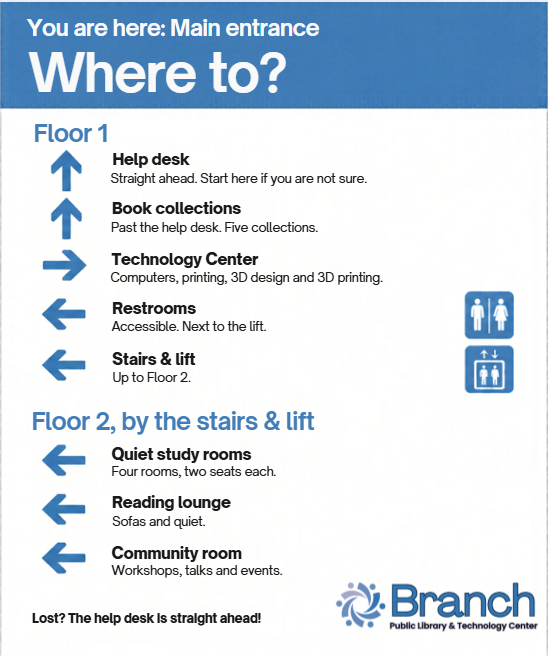 You are here: Main entrance
Where to?
Floor 1
Help desk
Straight ahead. Start here if you are not sure.
Book collections
Past the help desk. Five collections.
Technology Center
Computers, printing, 3D design and 3D printing.
Restrooms
Accessible. Next to the lift.
Stairs & lift
Up to Floor 2.
Floor 2, by the stairs & lift
Quiet study rooms
Four rooms, two seats each.
Reading lounge
Sofas and quiet.
Community room
Workshops, talks and events.
Lost? The help desk is straight ahead!
Branch
Public Library & Technology Center